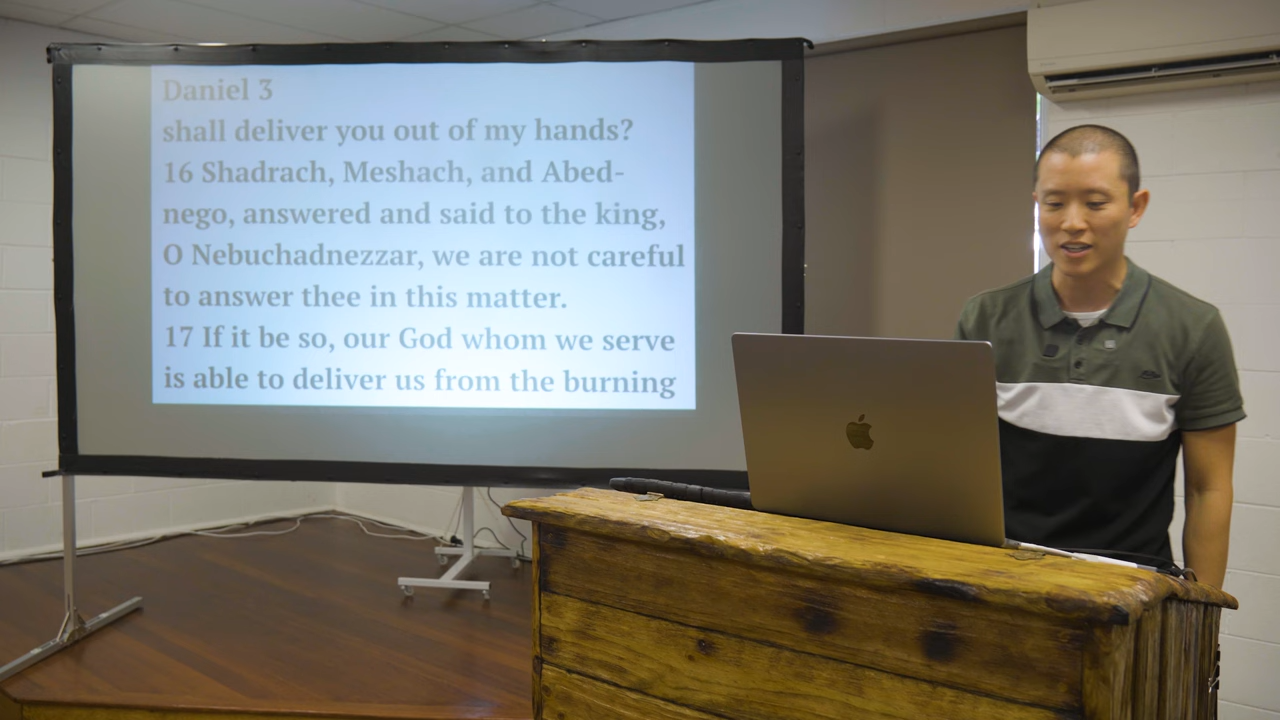 Daniel 3
shall deliver you out of my hands?
16 Shadrach, Meshach, and Abed-
nego, answered and said to the king,
O Nebuchadnezzar, we are not careful
to answer thee in this matter.
17 If it be so, our God whom we serve
is able to deliver us from the burning